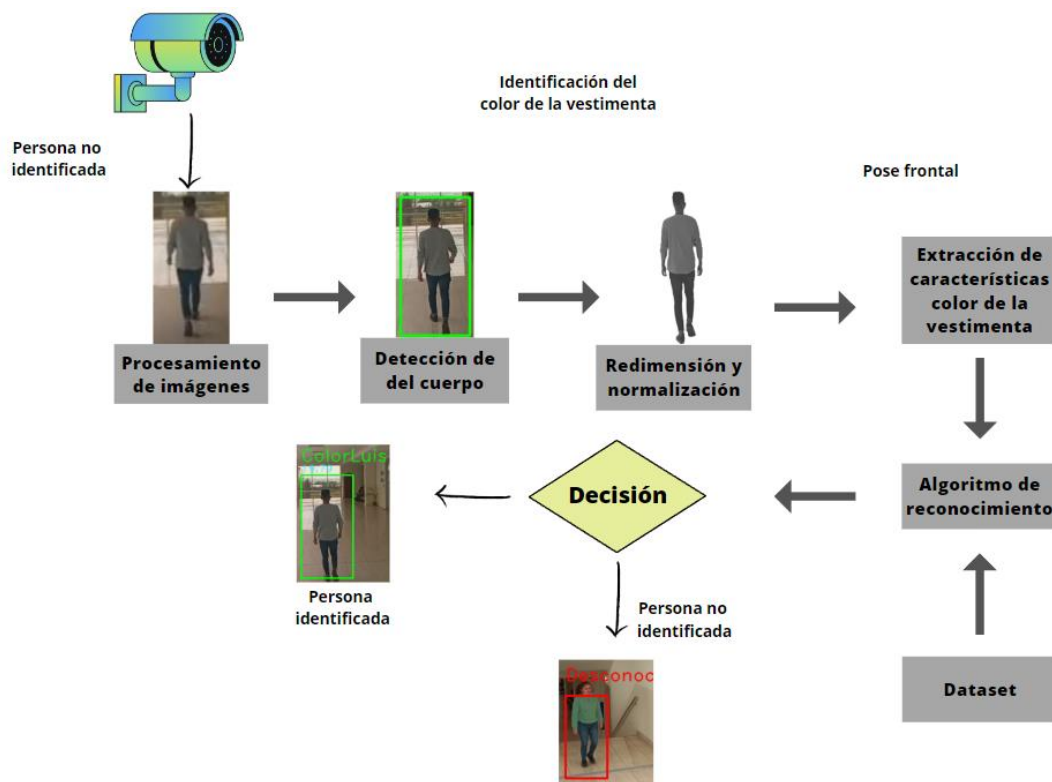 Identificación del
color de la vestimenta
Persona no
identificada
Pose frontal
Procesamiento
de imágenes
Detección de
del cuerpo
Redimensión y
normalización
Extracción de
características
color de la
vestimenta
ColorLuis
Decisión
Algoritmo de
reconocimiento
Persona
identificada
Persona no
identificada
Desconoc
Dataset